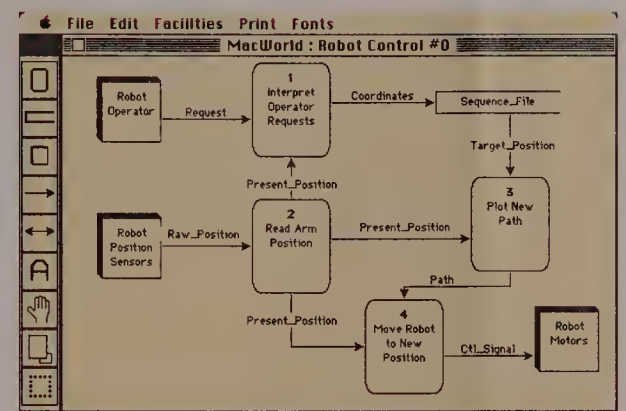 File Edit Facilities Print Fonts
MacWorld : Robot Control #0
Robot
Operator
Request
1
Interpret
Operator
Requests
Coordinates
Sequence_File
Target_Position
Present_Position
Robot
Position
Sensors
Raw_Position
2
Read Arm
Position
Present_Position
3
Plot New
Path
Path
Present_Position
4
Move Robot
to New
Position
Ctl_Signal
Robot
Motors
A